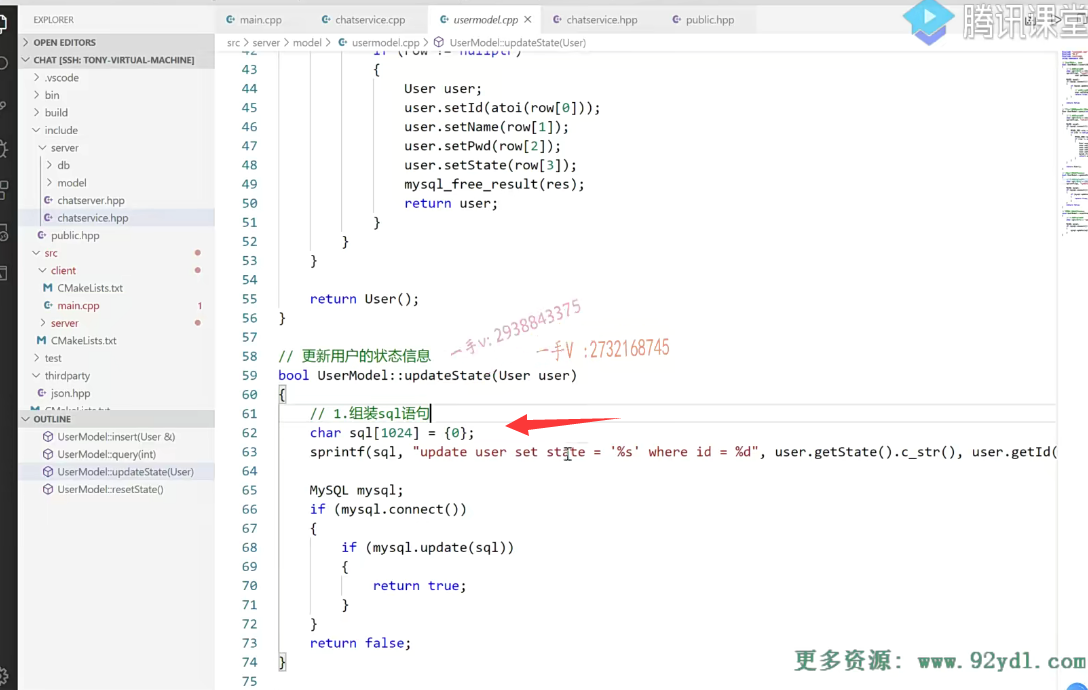 EXPLORER
main.cpp
chatservice.cpp
usermodel.cpp
chatservice.hpp
public.hpp
腾讯课堂
OPEN EDITORS
src > server > model > usermodel.cpp > UserModel::updateState(User)
CHAT [SSH: TONY-VIRTUAL-MACHINE]
.vscode
bin
build
include
server
db
model
chatserver.hpp
chatservice.hpp
public.hpp
src
client
CMakeLists.txt
main.cpp 1
server
CMakeLists.txt
test
thirdparty
json.hpp
CMakeLists.txt
OUTLINE
UserModel::insert(User &)
UserModel::query(int)
UserModel::updateState(User)
UserModel::resetState()
42 if (row != nullptr)
43 {
44 User user;
45 user.setId(atoi(row[0]));
46 user.setName(row[1]);
47 user.setPwd(row[2]);
48 user.setState(row[3]);
49 mysql_free_result(res);
50 return user;
51 }
52 }
53 }
54
55 return User();
56 }
57
一手v: 2938843375
一手V :2732168745
58 // 更新用户的状态信息
59 bool UserModel::updateState(User user)
60 {
61 // 1.组装sql语句
62 char sql[1024] = {0};
63 sprintf(sql, "update user set state = '%s' where id = %d", user.getState().c_str(), user.getId(
64
65 MySQL mysql;
66 if (mysql.connect())
67 {
68 if (mysql.update(sql))
69 {
70 return true;
71 }
72 }
73 return false;
74 }
75
更多资源: www.92ydl.com